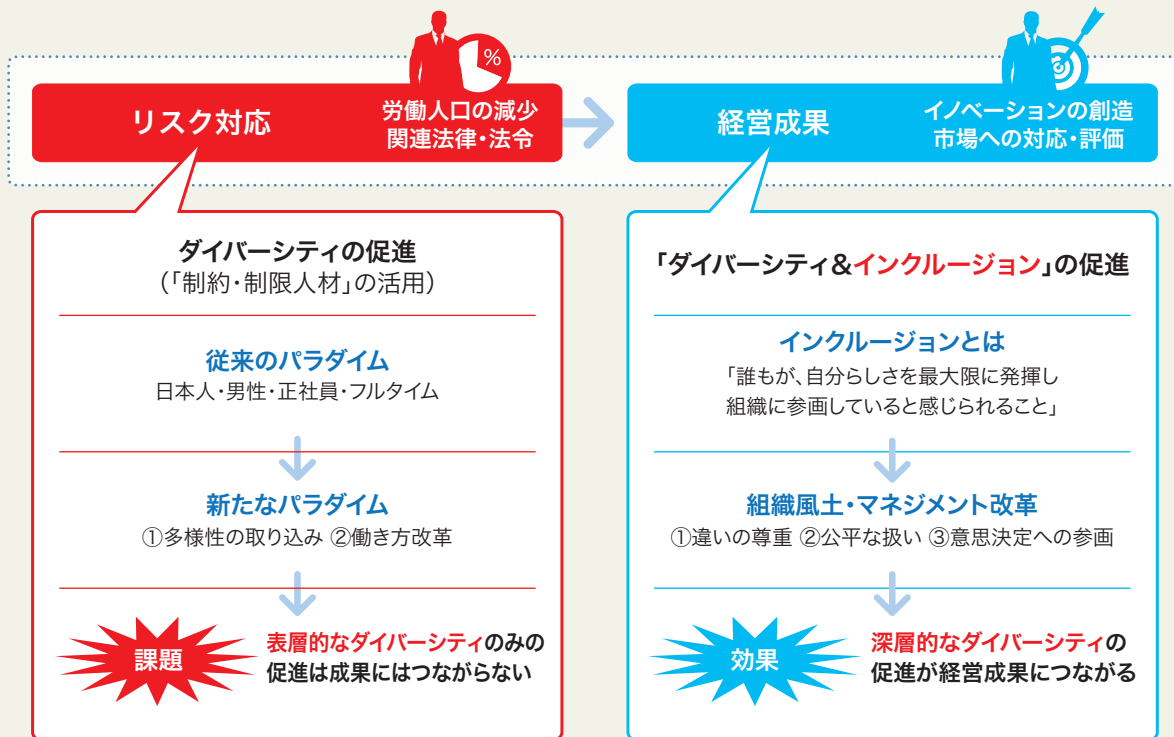 %
リスク対応
労働人口の減少
関連法律・法令
経営成果
イノベーションの創造
市場への対応・評価
ダイバーシティの促進
（「制約・制限人材」の活用）
従来のパラダイム
日本人・男性・正社員・フルタイム
新たなパラダイム
①多様性の取り込み ②働き方改革
課題
表層的なダイバーシティのみの
促進は成果にはつながらない
「ダイバーシティ&インクルージョン」の促進
インクルージョンとは
「誰もが、自分らしさを最大限に発揮し
組織に参画していると感じられること」
組織風土・マネジメント改革
①違いの尊重 ②公平な扱い ③意思決定への参画
効果
深層的なダイバーシティの
促進が経営成果につながる